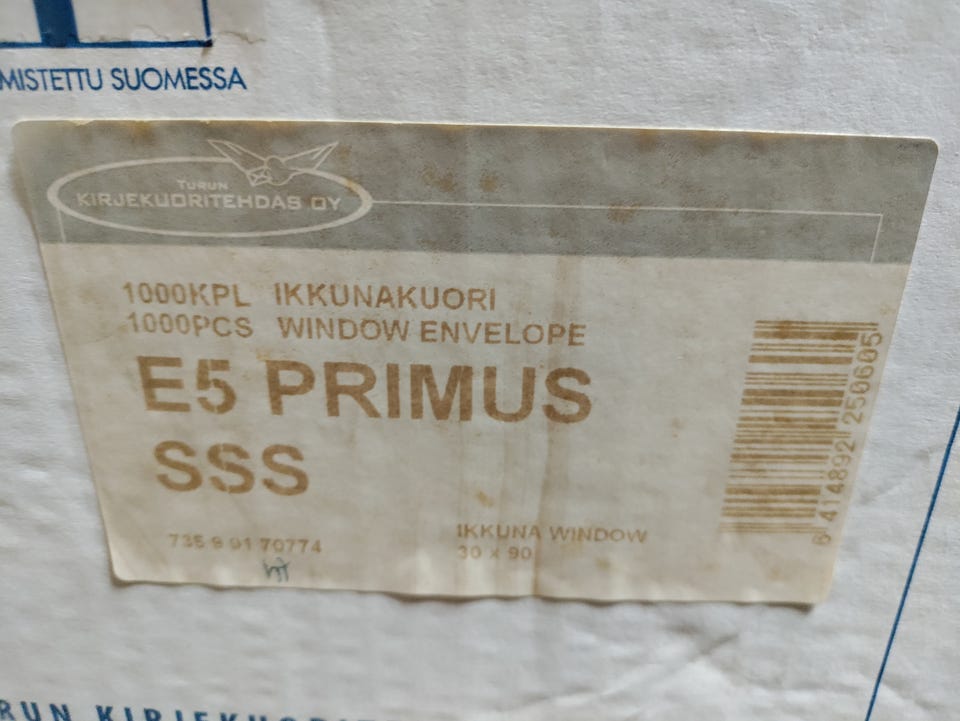 MISTETTU SUOMESSA
TURUN
KIRJEKUORITEHDAS OY
1000KPL IKKUNAKUORI
1000PCS WINDOW ENVELOPE
E5 PRIMUS
SSS
735 9 91 70774
IKKUNA WINDOW
30 x 90
6 414892 250605